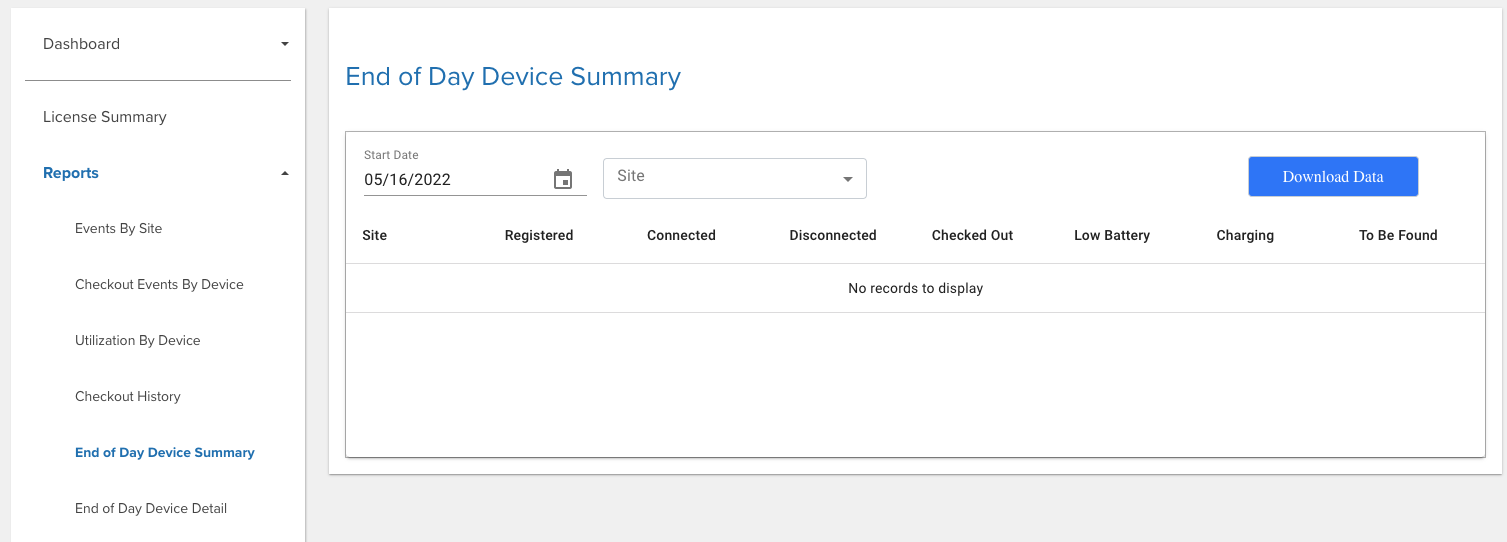 Dashboard
License Summary
Reports
Events By Site
Checkout Events By Device
Utilization By Device
Checkout History
End of Day Device Summary
End of Day Device Detail
End of Day Device Summary
Start Date
05/16/2022
Site
Download Data
Site Registered Connected Disconnected Checked Out Low Battery Charging To Be Found
No records to display